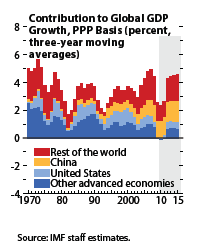 Contribution to Global GDP
Growth, PPP Basis (percent,
three-year moving
averages)
8
6
4
2
0
–2
–4
Rest of the world
China
United States
Other advanced economies
1970 80 90 2000 10 15
Source: IMF staff estimates.